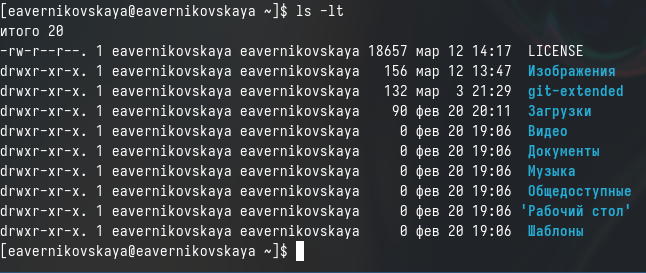 [eavernikovskaya@eavernikovskaya ~]$ ls -lt
итого 20
-rw-r--r--. 1 eavernikovskaya eavernikovskaya 18657 мар 12 14:17  LICENSE
drwxr-xr-x. 1 eavernikovskaya eavernikovskaya   156 мар 12 13:47  Изображения
drwxr-xr-x. 1 eavernikovskaya eavernikovskaya   132 мар  3 21:29  git-extended
drwxr-xr-x. 1 eavernikovskaya eavernikovskaya    90 фев 20 20:11  Загрузки
drwxr-xr-x. 1 eavernikovskaya eavernikovskaya     0 фев 20 19:06  Видео
drwxr-xr-x. 1 eavernikovskaya eavernikovskaya     0 фев 20 19:06  Документы
drwxr-xr-x. 1 eavernikovskaya eavernikovskaya     0 фев 20 19:06  Музыка
drwxr-xr-x. 1 eavernikovskaya eavernikovskaya     0 фев 20 19:06  Общедоступные
drwxr-xr-x. 1 eavernikovskaya eavernikovskaya     0 фев 20 19:06 'Рабочий стол'
drwxr-xr-x. 1 eavernikovskaya eavernikovskaya     0 фев 20 19:06  Шаблоны
[eavernikovskaya@eavernikovskaya ~]$